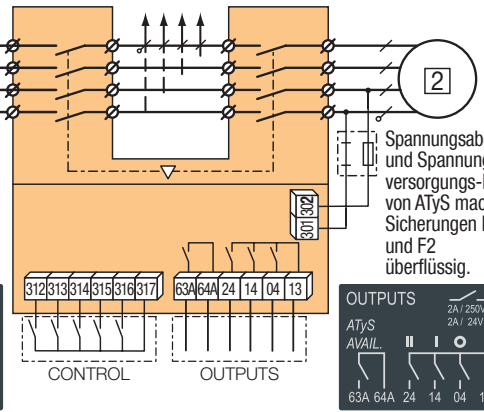 2
Spannungsab
und Spannung
versorgungs-
von ATyS mac
Sicherungen
und F2
überflüssig.
301 302
312 313 314 315 316 317
63A 64A 24 14 04 13
CONTROL
OUTPUTS
OUTPUTS
2A / 250V
2A / 24V
ATyS
AVAIL.
II I O
63A 64A 24 14 04 1